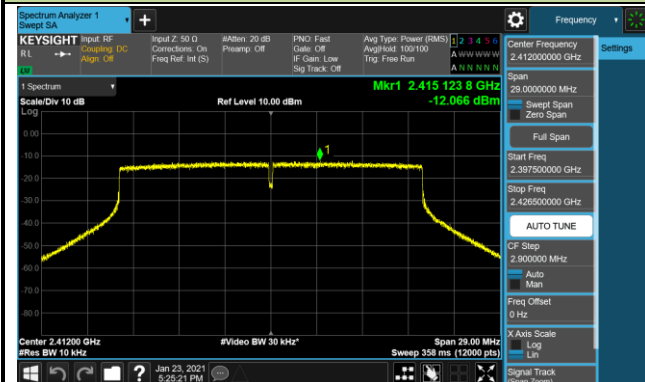 Spectrum Analyzer 1
Swept SA
+
Frequency
KEYSIGHT
RL
Input: RF
Coupling: DC
Align: Off
Input Z: 50 Ω
Corrections: On
Freq Ref: Int (S)
#Atten: 20 dB
Preamp: Off
PNO: Fast
Gate: Off
IF Gain: Low
Sig Track: Off
Avg Type: Power (RMS)
Avg|Hold: 100/100
Trig: Free Run
1 2 3 4 5 6
A W W W W W
A N N N N N
1 Spectrum
Scale/Div 10 dB
Ref Level 10.00 dBm
Mkr1 2.415 123 8 GHz
-12.066 dBm
Log
0.00
-10.0
-20.0
-30.0
-40.0
-50.0
-60.0
-70.0
-80.0
1
Center 2.41200 GHz
#Video BW 30 kHz*
Span 29.00 MHz
#Res BW 10 kHz
Sweep 358 ms (12000 pts)
Jan 23, 2021
5:25:21 PM
?
Center Frequency
2.412000000 GHz
Settings
Span
29.0000000 MHz
Swept Span
Zero Span
Full Span
Start Freq
2.397500000 GHz
Stop Freq
2.426500000 GHz
AUTO TUNE
CF Step
2.900000 MHz
Auto
Man
Freq Offset
0 Hz
X Axis Scale
Log
Lin
Signal Track
(Span Zoom)